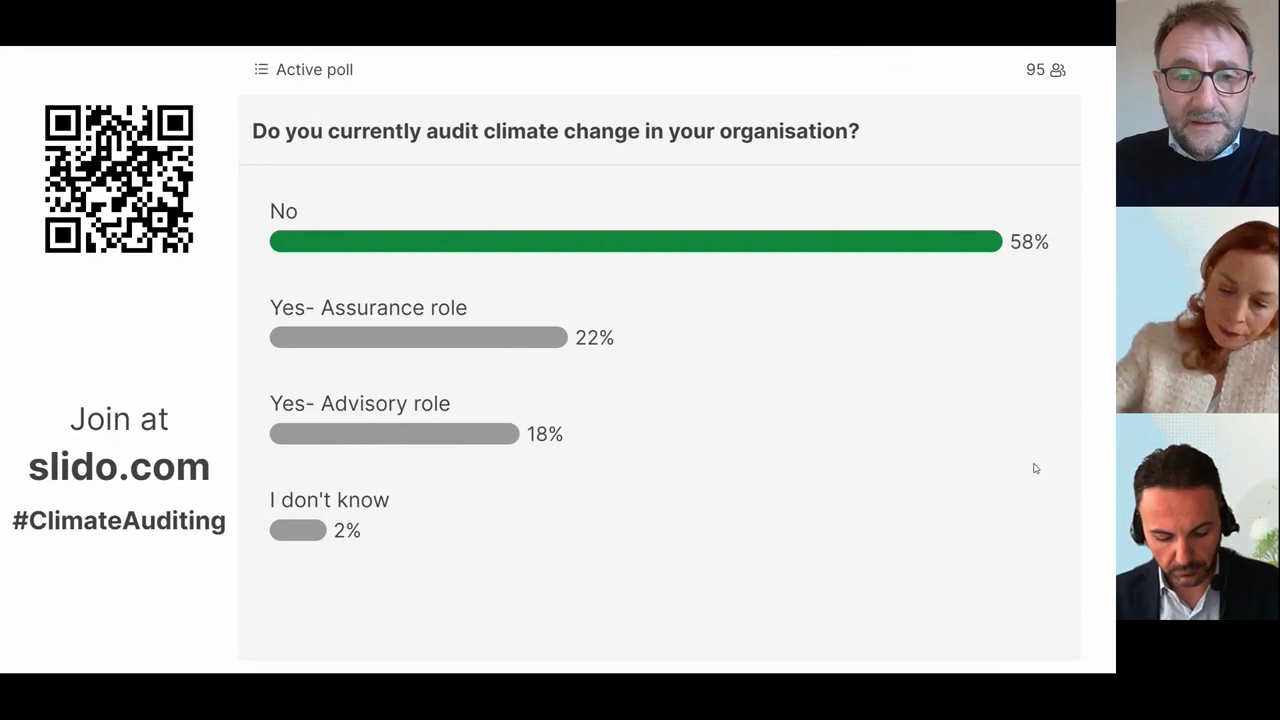 Active poll
95
Do you currently audit climate change in your organisation?
No
58%
Yes- Assurance role
22%
Yes- Advisory role
18%
I don't know
2%
Join at
slido.com
#ClimateAuditing